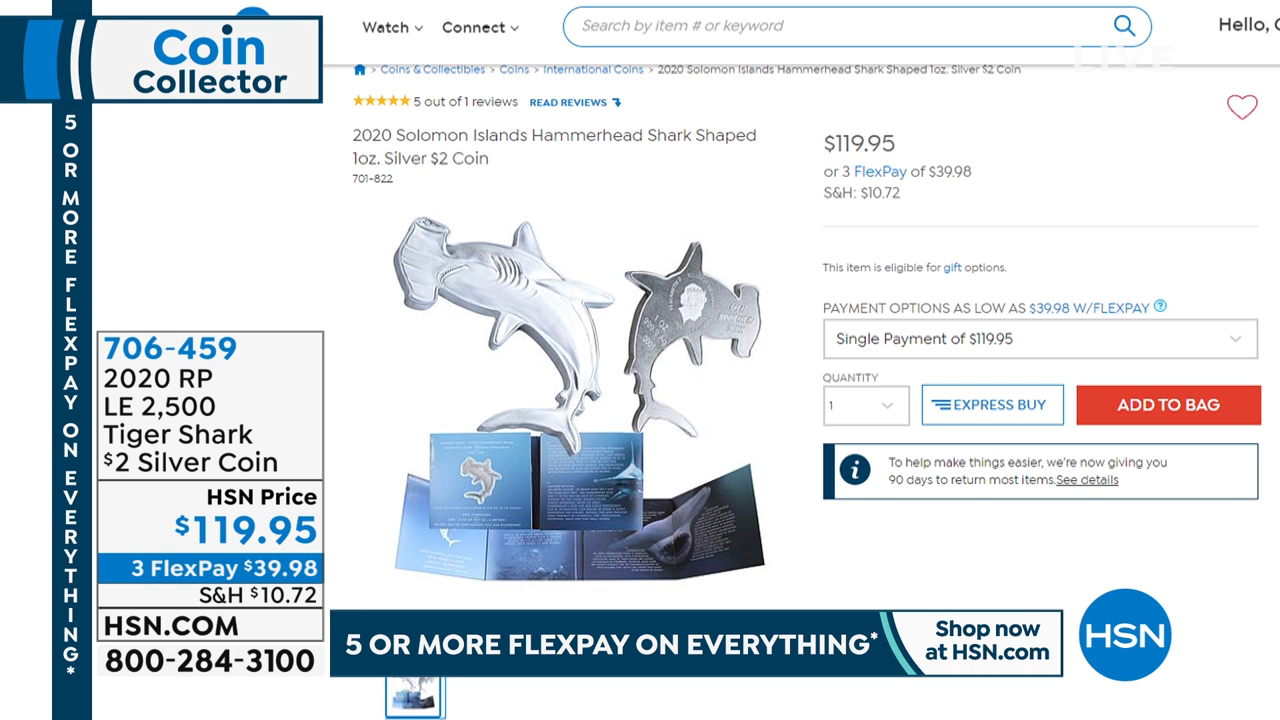 Coin
Collector
5 OR MORE FLEXPAY ON EVERYTHING*
706-459
2020 RP
LE 2,500
Tiger Shark
$2 Silver Coin
HSN Price
$119.95
3 FlexPay $39.98
S&H $10.72
HSN.COM
800-284-3100
Watch
Connect
Search by item # or keyword
Hello,
LIVE
> Coins & Collectibles > Coins > International Coins > 2020 Solomon Islands Hammerhead Shark Shaped 1oz. Silver $2 Coin
5 out of 1 reviews READ REVIEWS
2020 Solomon Islands Hammerhead Shark Shaped
1oz. Silver $2 Coin
701-822
$119.95
or 3 FlexPay of $39.98
S&H: $10.72
This item is eligible for gift options.
PAYMENT OPTIONS AS LOW AS $39.98 W/FLEXPAY ?
Single Payment of $119.95
QUANTITY
1
EXPRESS BUY
ADD TO BAG
i
To help make things easier, we're now giving you
90 days to return most items.See details
5 OR MORE FLEXPAY ON EVERYTHING*
Shop now
at HSN.com
HSN